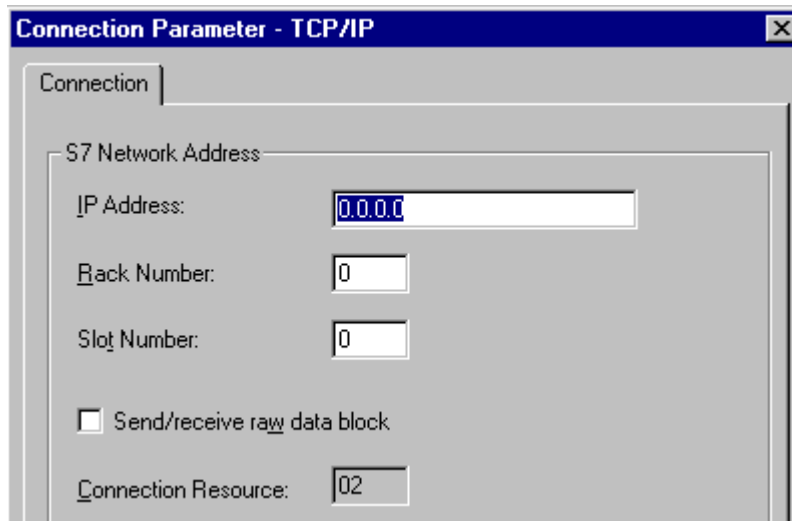 Connection Parameter - TCP/IP
Connection
S7 Network Address
IP Address: 0.0.0.0
Rack Number: 0
Slot Number: 0
Send/receive raw data block
Connection Resource: 02